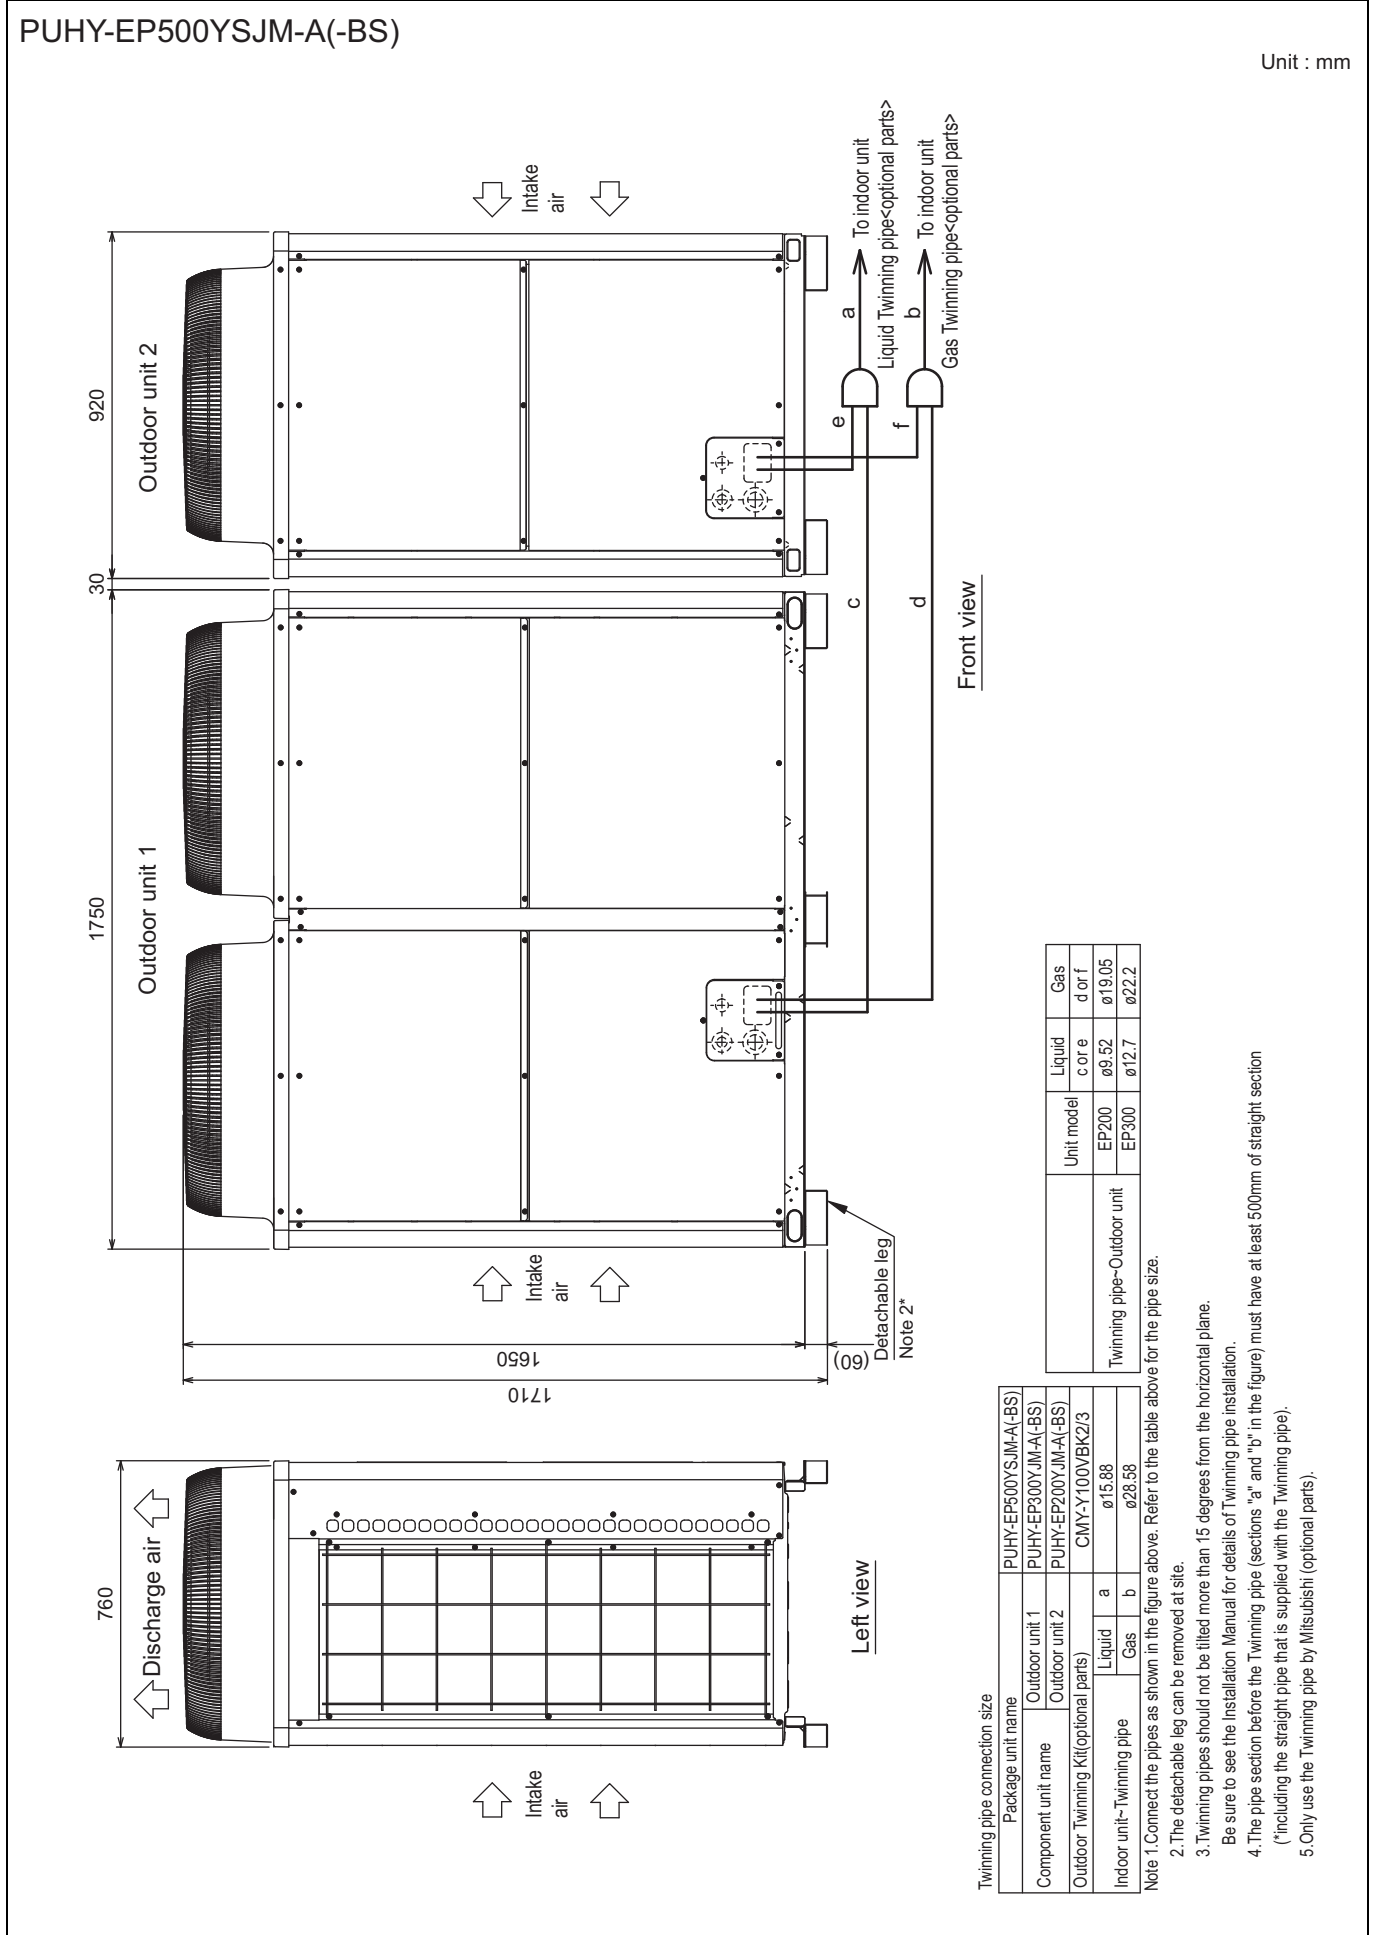 PUHY-EP500YSJM-A(-BS)
Unit : mm
760
Discharge air
Intake
air
Left view
1710
1650
(60)
Detachable leg
Note 2*
Intake
air
1750
30
920
Outdoor unit 1
Outdoor unit 2
Intake
air
c
d
e
f
a
b
To indoor unit
Liquid Twinning pipe<optional parts>
To indoor unit
Gas Twinning pipe<optional parts>
Front view
Twinning pipe connection size
Package unit name PUHY-EP500YSJM-A(-BS)
Component unit name Outdoor unit 1 PUHY-EP300YJM-A(-BS)
Outdoor unit 2 PUHY-EP200YJM-A(-BS)
Outdoor Twinning Kit(optional parts) CMY-Y100VBK2/3
Indoor unit~Twinning pipe Liquid a ø15.88
Gas b ø28.58
Unit model Liquid Gas
c or e d or f
Twinning pipe~Outdoor unit EP200 ø9.52 ø19.05
EP300 ø12.7 ø22.2
Note 1.Connect the pipes as shown in the figure above. Refer to the table above for the pipe size.
2.The detachable leg can be removed at site.
3.Twinning pipes should not be tilted more than 15 degrees from the horizontal plane.
Be sure to see the Installation Manual for details of Twinning pipe installation.
4.The pipe section before the Twinning pipe (sections "a" and "b" in the figure) must have at least 500mm of straight section
(*including the straight pipe that is supplied with the Twinning pipe).
5.Only use the Twinning pipe by Mitsubishi (optional parts).